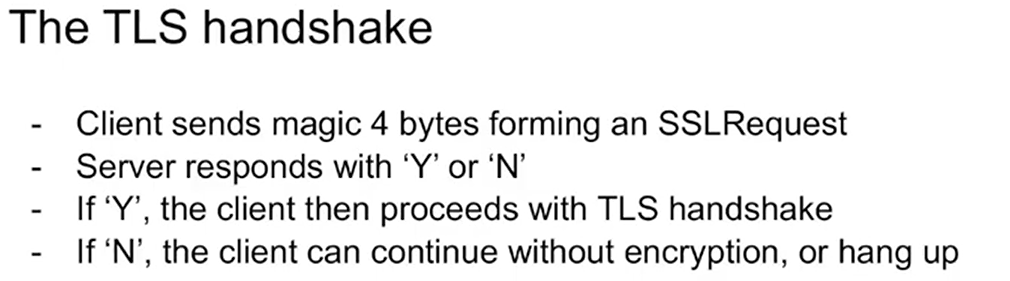 The TLS handshake
- Client sends magic 4 bytes forming an SSLRequest
- Server responds with ‘Y’ or ‘N’
- If ‘Y’, the client then proceeds with TLS handshake
- If ‘N’, the client can continue without encryption, or hang up